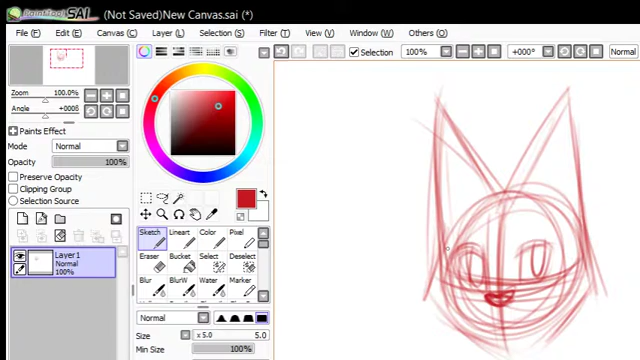 PaintTool SAI (Not Saved)New Canvas.sai (*)
File (F) Edit (E) Canvas (C) Layer (L) Selection (S) Filter (T) View (V) Window (W) Others (O)
Selection 100% +000° Normal
Zoom 100.0%
Angle +000ß
Paints Effect
Mode Normal
Opacity 100%
Preserve Opacity
Clipping Group
Selection Source
Layer1
Normal
100%
Sketch Lineart Color Pixel
Eraser Bucket Select Deselect
Blur BlurW Water Marker
Normal
Size x 5.0 5.0
Min Size 100%